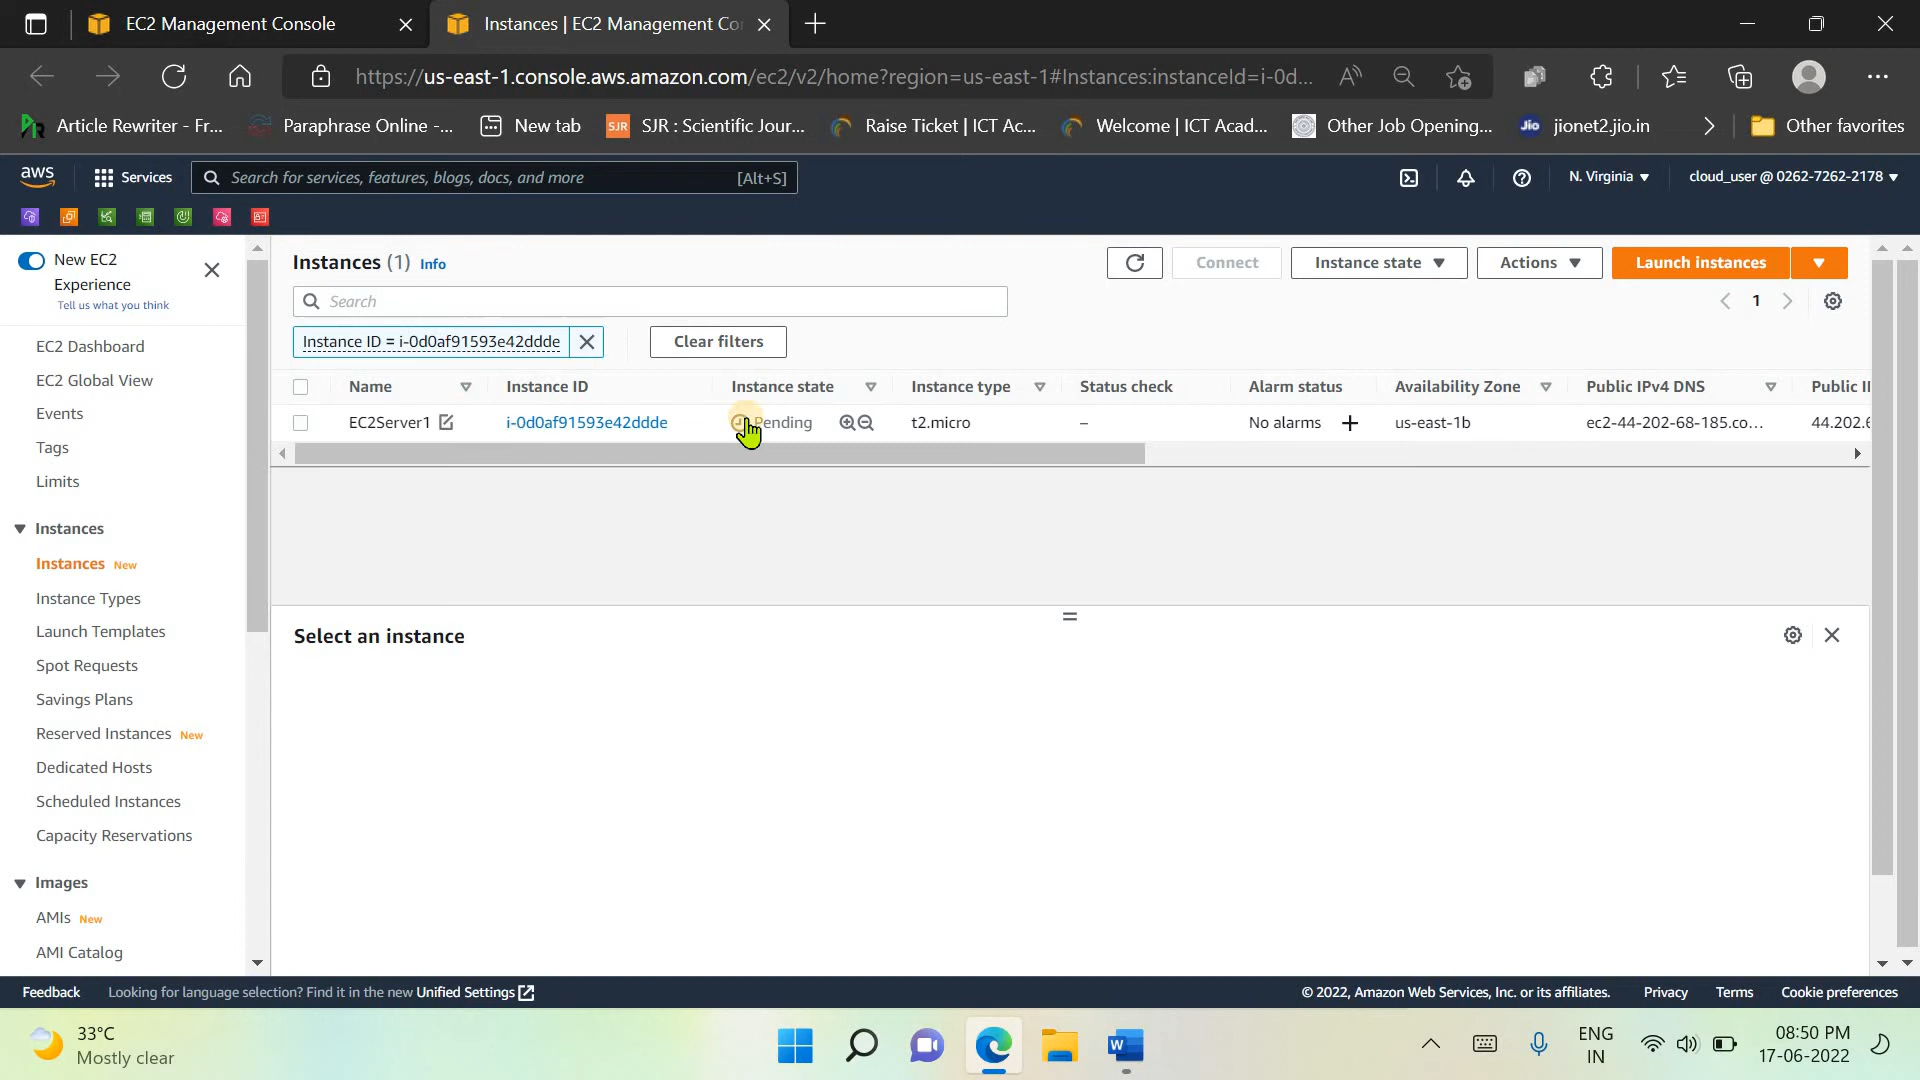 EC2 Management Console
Instances | EC2 Management Co
https://us-east-1.console.aws.amazon.com/ec2/v2/home?region=us-east-1#Instances:instanceId=i-0d...
Article Rewriter - Fr...
Paraphrase Online -...
New tab
SJR
SJR : Scientific Jour...
Raise Ticket | ICT Ac...
Welcome | ICT Acad...
Other Job Opening...
Jio
jionet2.jio.in
Other favorites
aws
Services
Search for services, features, blogs, docs, and more
[Alt+S]
N. Virginia
cloud_user @ 0262-7262-2178
New EC2
Experience
Tell us what you think
EC2 Dashboard
EC2 Global View
Events
Tags
Limits
Instances
Instances New
Instance Types
Launch Templates
Spot Requests
Savings Plans
Reserved Instances New
Dedicated Hosts
Scheduled Instances
Capacity Reservations
Images
AMIs New
AMI Catalog
Instances (1) Info
Connect
Instance state
Actions
Launch instances
Search
1
Instance ID = i-0d0af91593e42ddde
Clear filters
Name
Instance ID
Instance state
Instance type
Status check
Alarm status
Availability Zone
Public IPv4 DNS
Public I
EC2Server1
i-0d0af91593e42ddde
Pending
t2.micro
–
No alarms
us-east-1b
ec2-44-202-68-185.co...
44.202.6
Select an instance
Feedback
Looking for language selection? Find it in the new Unified Settings
© 2022, Amazon Web Services, Inc. or its affiliates.
Privacy
Terms
Cookie preferences
33°C
Mostly clear
W
ENG
IN
08:50 PM
17-06-2022